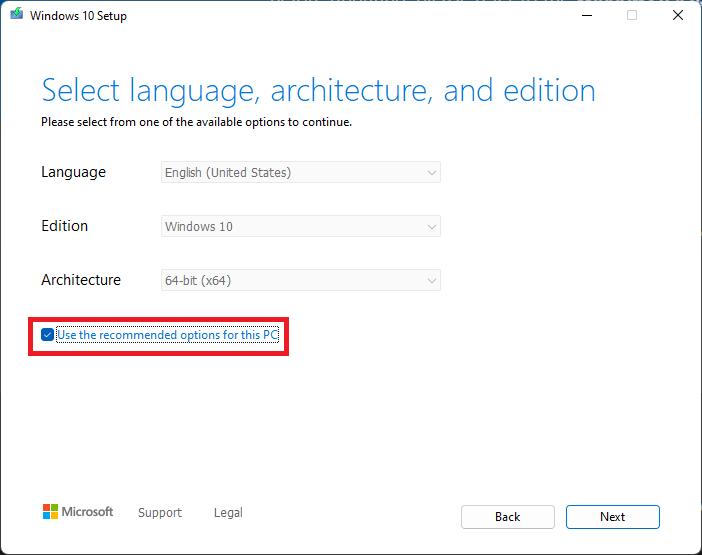 Windows 10 Setup
Select language, architecture, and edition
Please select from one of the available options to continue.
Language English (United States)
Edition Windows 10
Architecture 64-bit (x64)
Use the recommended options for this PC
Microsoft Support Legal Back Next